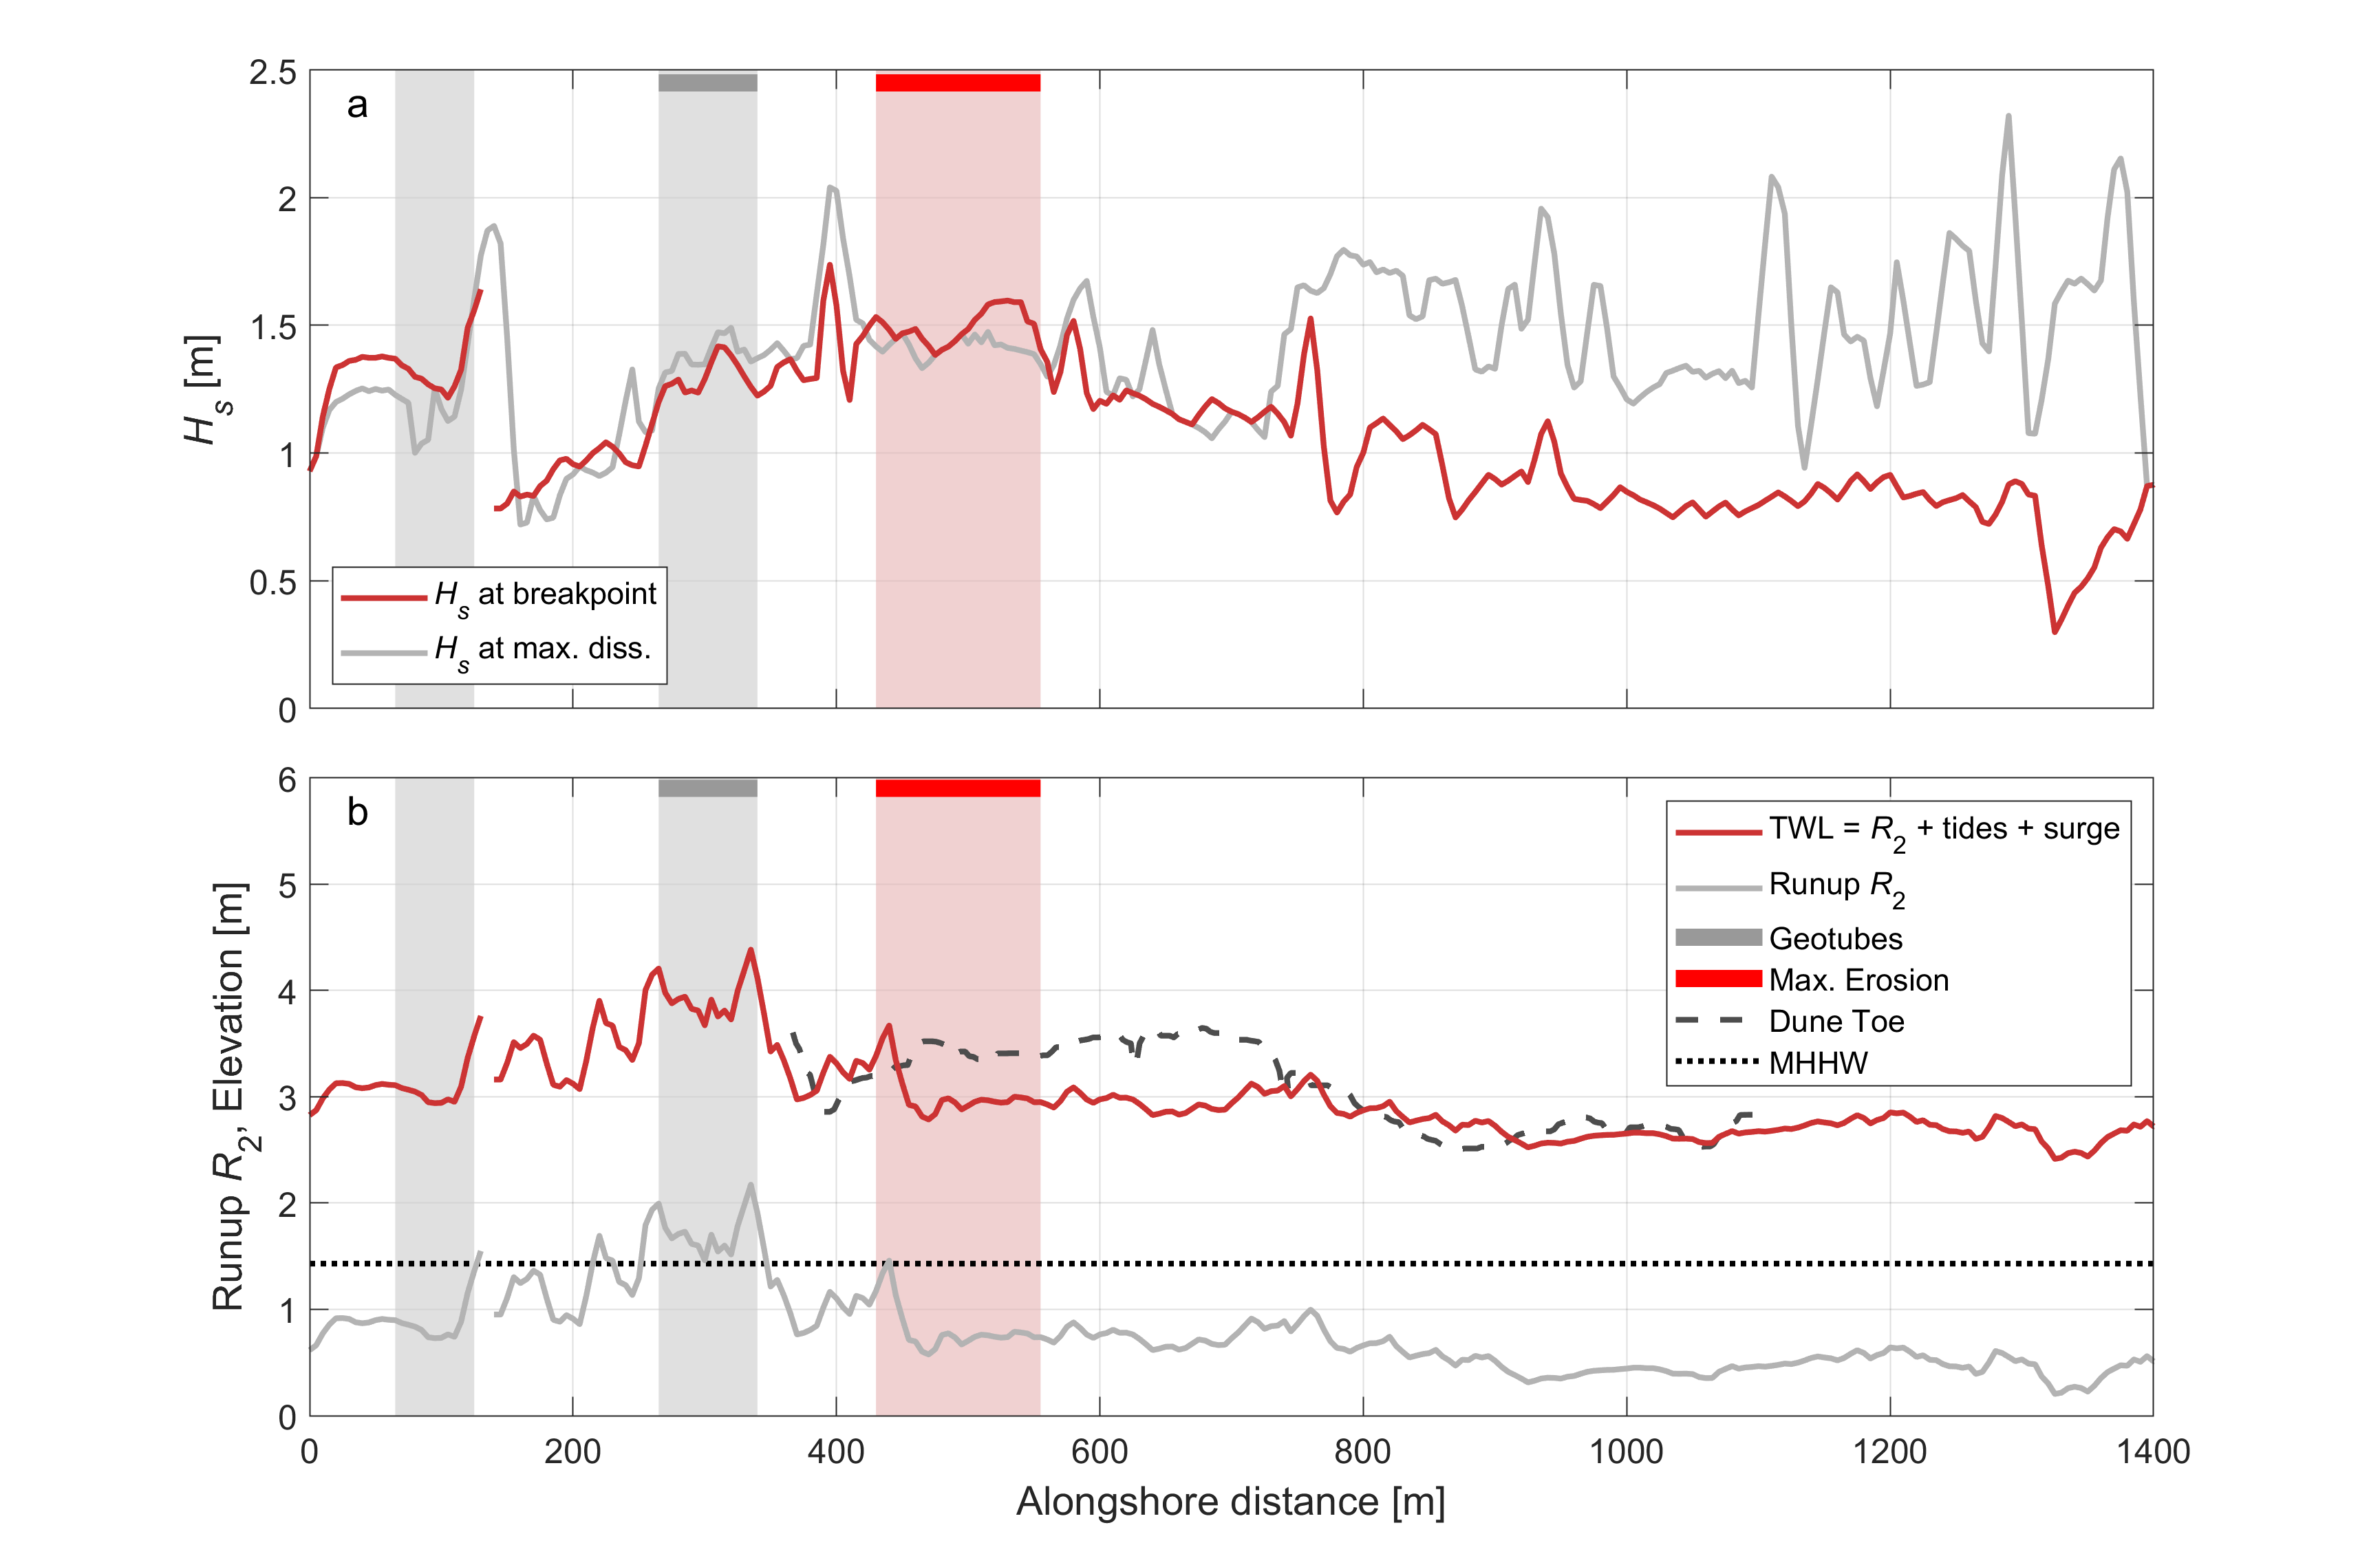 a
2.5
2
1.5
1
0.5
0
H_s [m]
H_s at breakpoint
H_s at max. diss.
b
6
5
4
3
2
1
0
Runup R_2, Elevation [m]
TWL = R_2 + tides + surge
Runup R_2
Geotubes
Max. Erosion
Dune Toe
MHHW
0 200 400 600 800 1000 1200 1400
Alongshore distance [m]